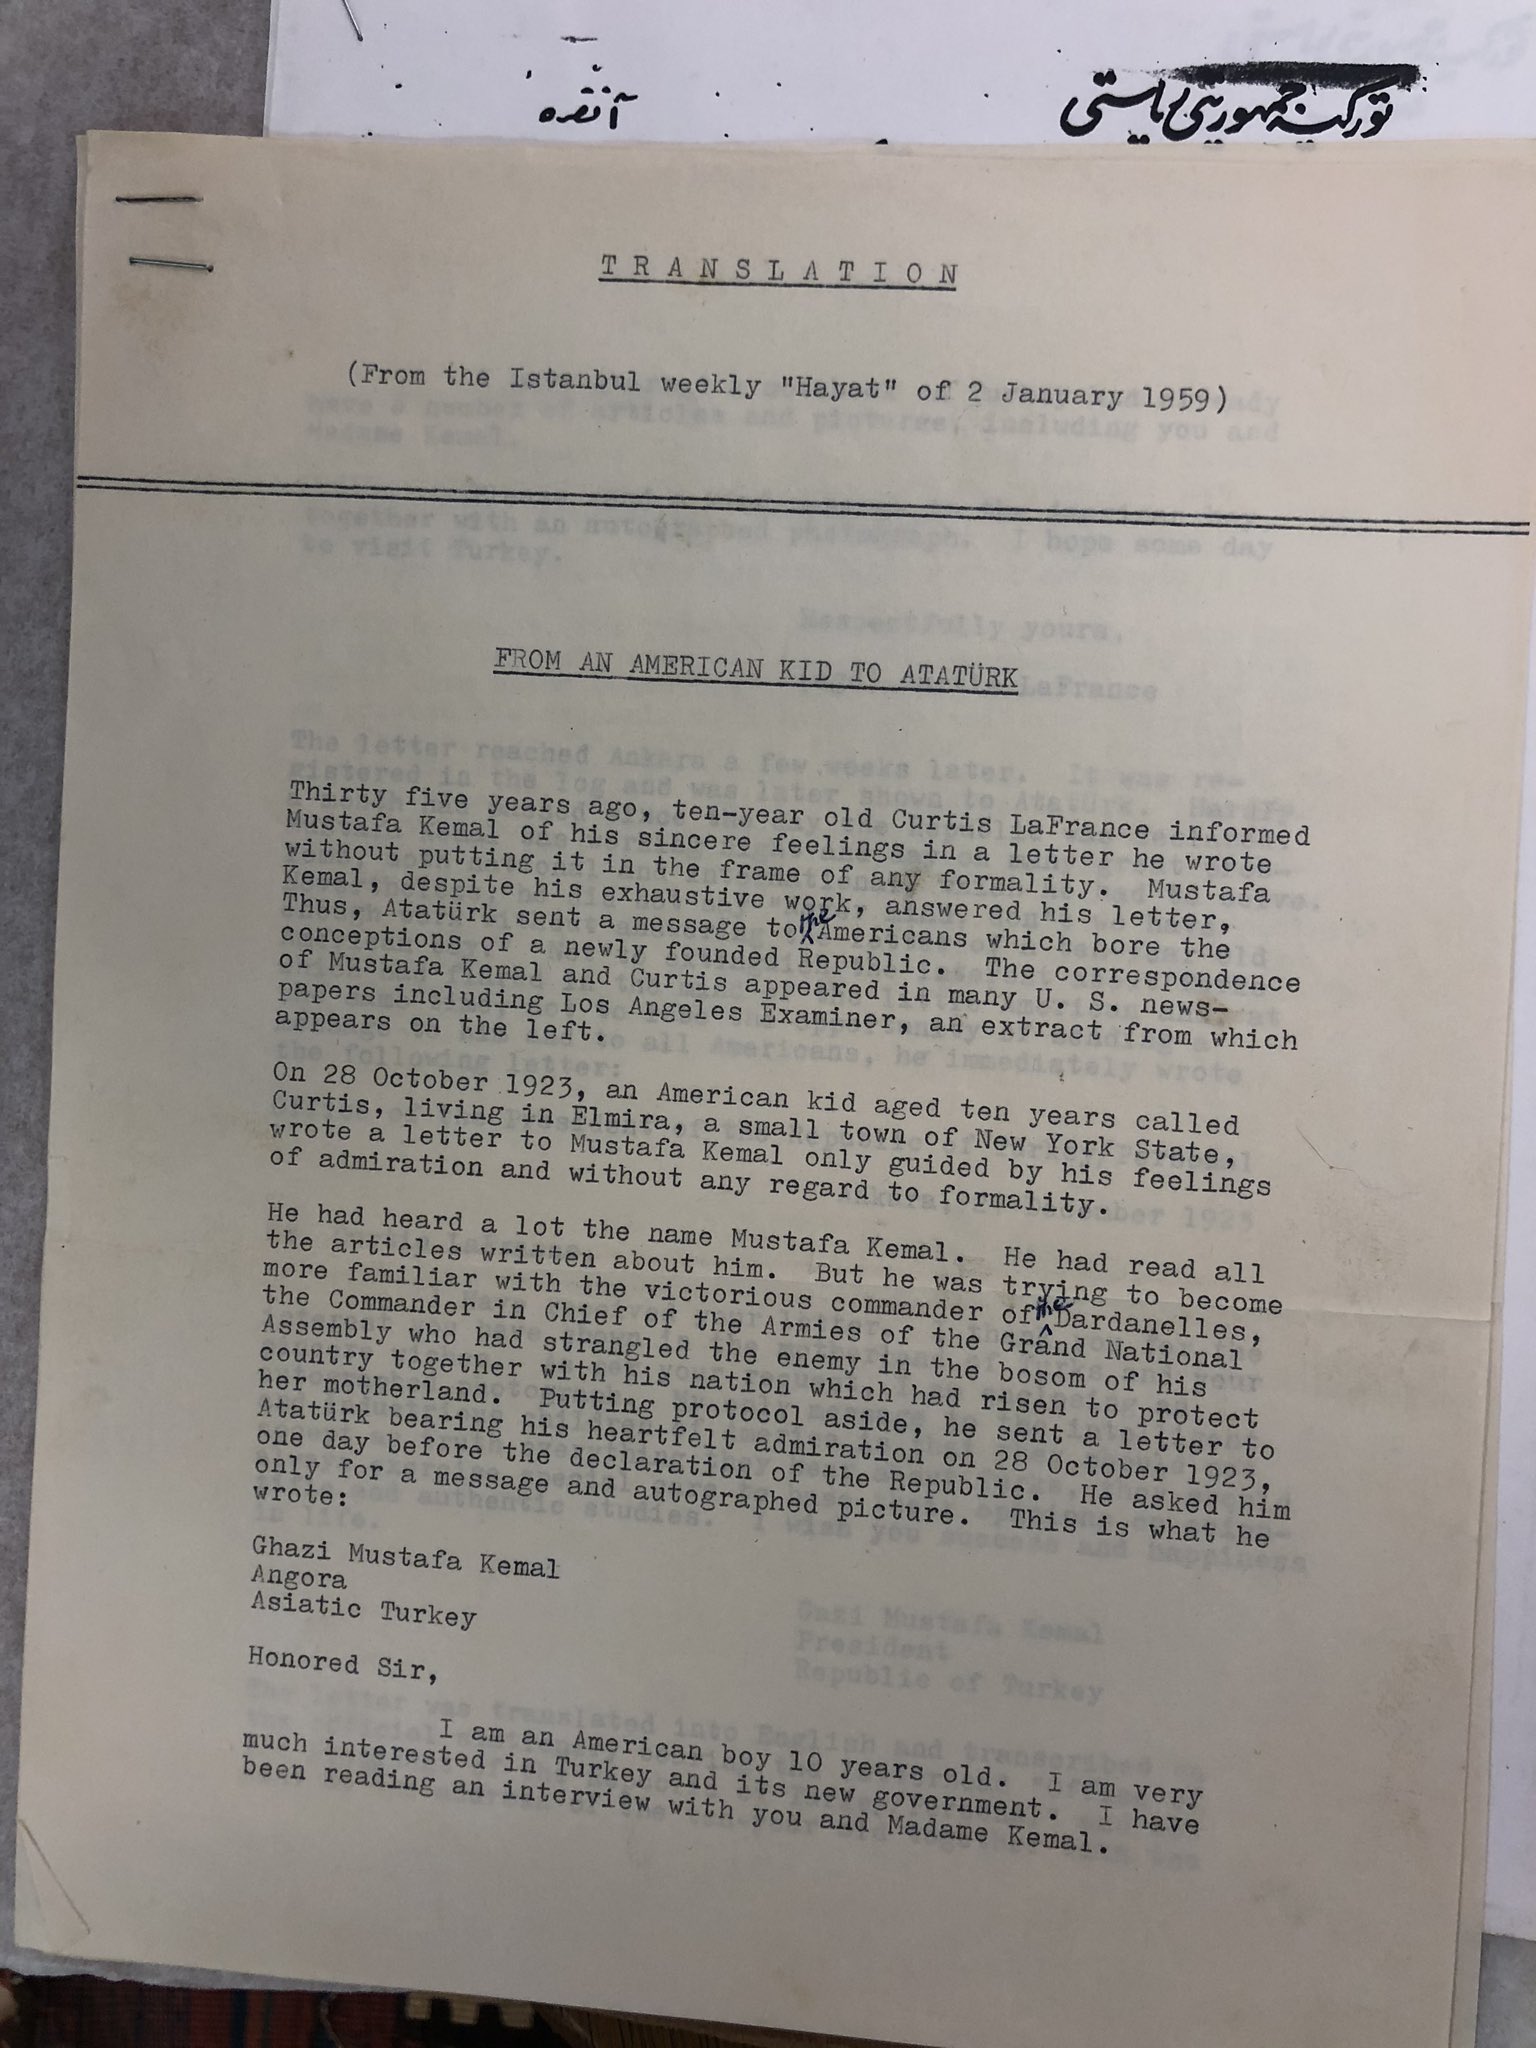 توركيه جمهوريتى رياستى
آنقره
TRANSLATION
(From the Istanbul weekly "Hayat" of 2 January 1959)
FROM AN AMERICAN KID TO ATATÜRK
Thirty five years ago, ten-year old Curtis LaFrance informed
Mustafa Kemal of his sincere feelings in a letter he wrote
without putting it in the frame of any formality. Mustafa
Kemal, despite his exhaustive work, answered his letter,
Thus, Atatürk sent a message to the Americans which bore the
conceptions of a newly founded Republic. The correspondence
of Mustafa Kemal and Curtis appeared in many U. S. news-
papers including Los Angeles Examiner, an extract from which
appears on the left.
On 28 October 1923, an American kid aged ten years called
Curtis, living in Elmira, a small town of New York State,
wrote a letter to Mustafa Kemal only guided by his feelings
of admiration and without any regard to formality.
He had heard a lot the name Mustafa Kemal. He had read all
the articles written about him. But he was trying to become
more familiar with the victorious commander of the Dardanelles,
the Commander in Chief of the Armies of the Grand National
Assembly who had strangled the enemy in the bosom of his
country together with his nation which had risen to protect
her motherland. Putting protocol aside, he sent a letter to
Atatürk bearing his heartfelt admiration on 28 October 1923,
one day before the declaration of the Republic. He asked him
only for a message and autographed picture. This is what he
wrote:
Ghazi Mustafa Kemal
Angora
Asiatic Turkey
Honored Sir,
I am an American boy 10 years old. I am very
much interested in Turkey and its new government. I have
been reading an interview with you and Madame Kemal.